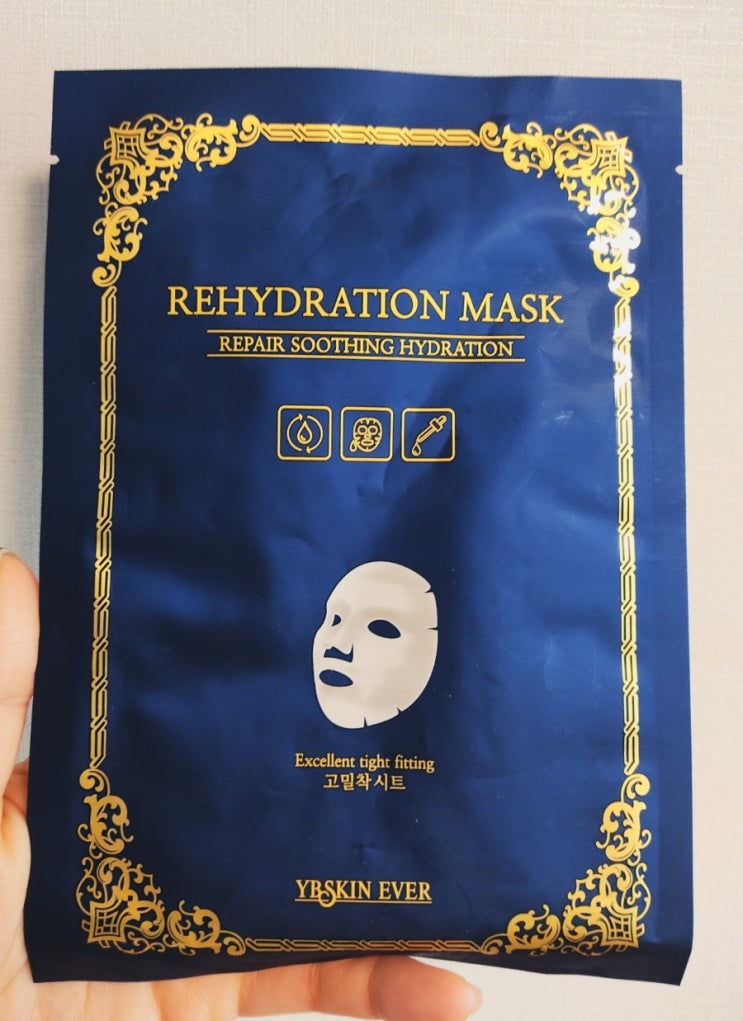 REHYDRATION MASK
REPAIR SOOTHING HYDRATION
Excellent tight fitting
고밀착 시트
YBSKIN EVER